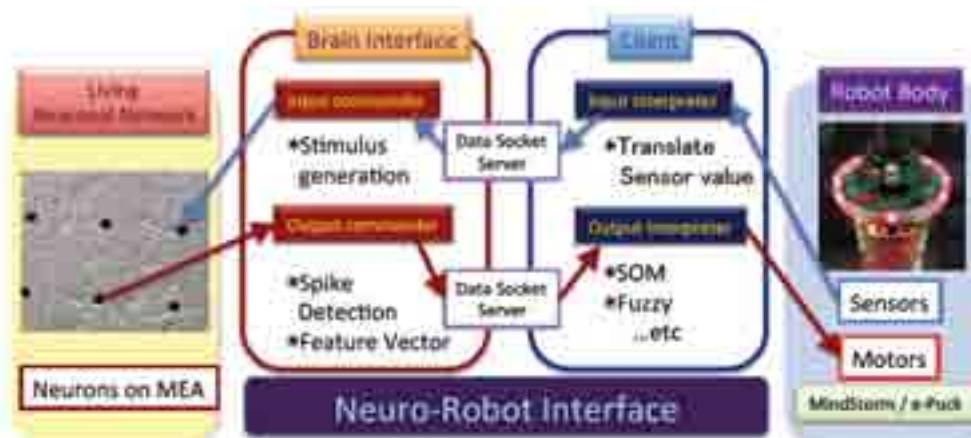 Living
Neuronal Network
Neurons on MEA
Brain Interface
Input commander
*Stimulus
generation
Output commander
*Spike
Detection
*Feature Vector
Data Socket
Server
Data Socket
Server
Client
Input Interpreter
*Translate
Sensor value
Output Interpreter
*SOM
*Fuzzy
...etc
Neuro-Robot Interface
Robot Body
Sensors
Motors
MindStorm / e-Puck